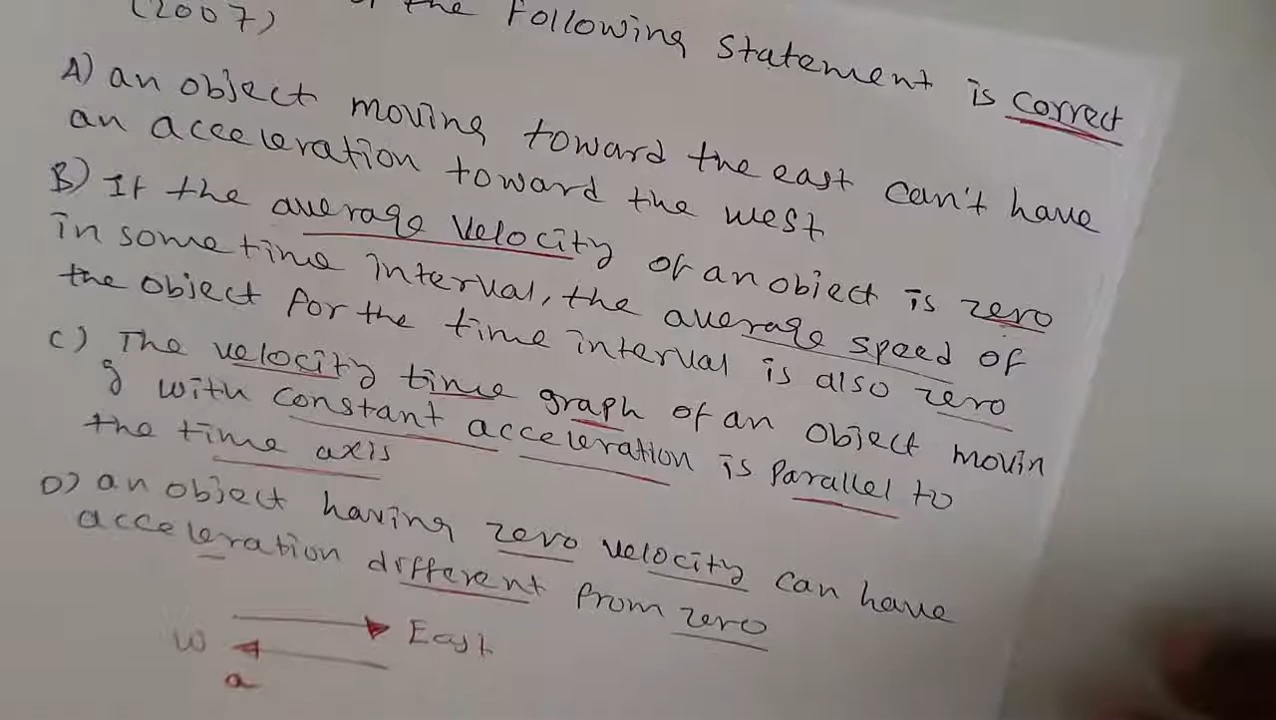 (2007) of the Following statement is correct
A) an object moving toward the east can't have
an acceleration toward the west
B) If the average velocity of an object is zero
in some time interval, the average speed of
the object for the time interval is also zero
C) The velocity time graph of an object movin
g with constant acceleration is parallel to
the time axis
D) an object having zero velocity can have
acceleration different from zero
East
W
a